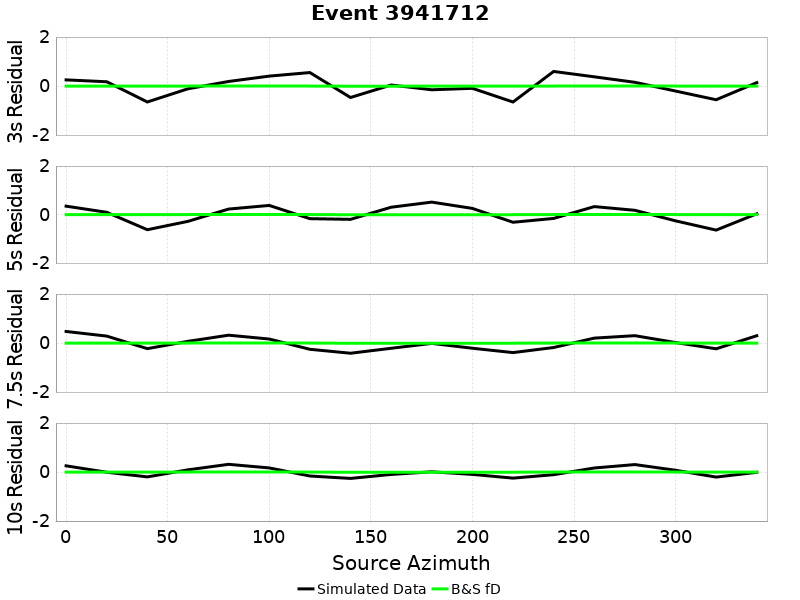 Event 3941712
3s Residual
2
0
-2
5s Residual
2
0
-2
7.5s Residual
2
0
-2
10s Residual
2
0
-2
0 50 100 150 200 250 300
Source Azimuth
Simulated Data B&S fD